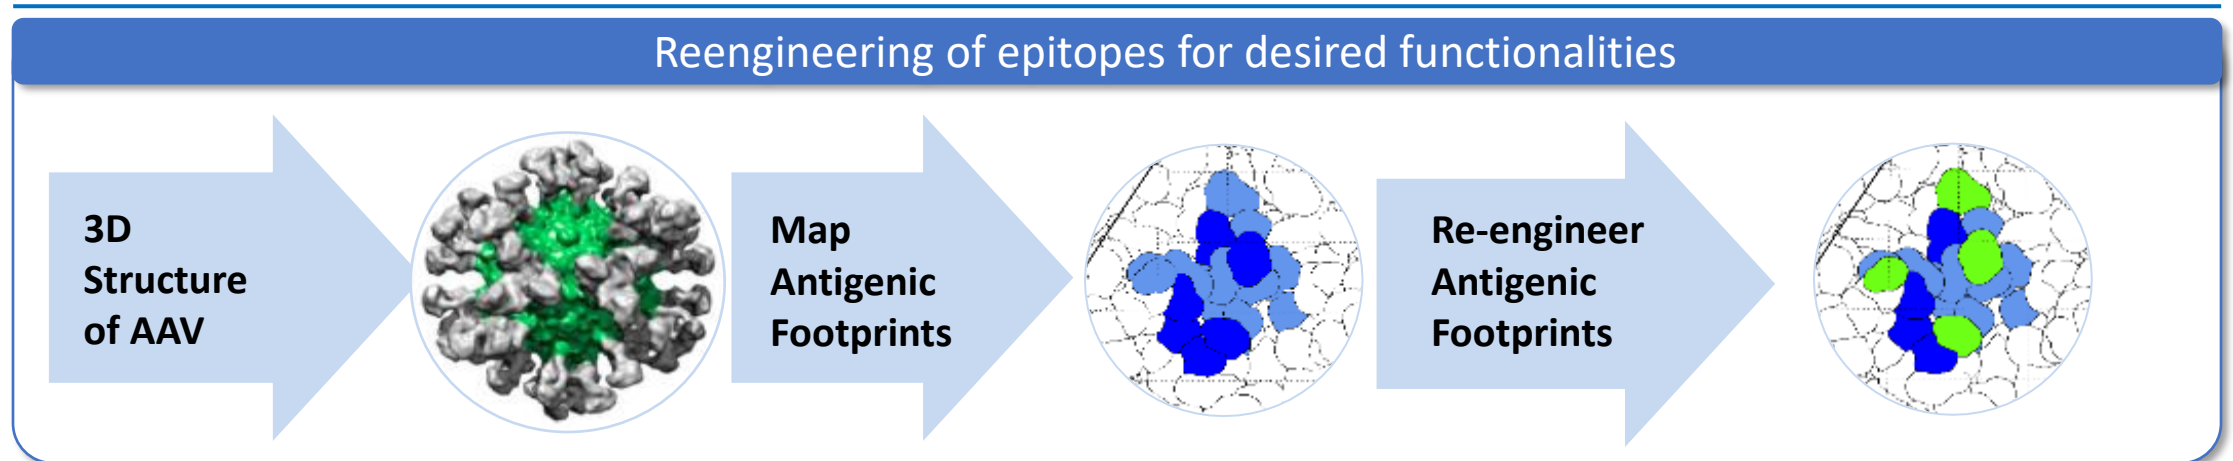 Reengineering of epitopes for desired functionalities
3D
Structure
of AAV
Map
Antigenic
Footprints
Re-engineer
Antigenic
Footprints